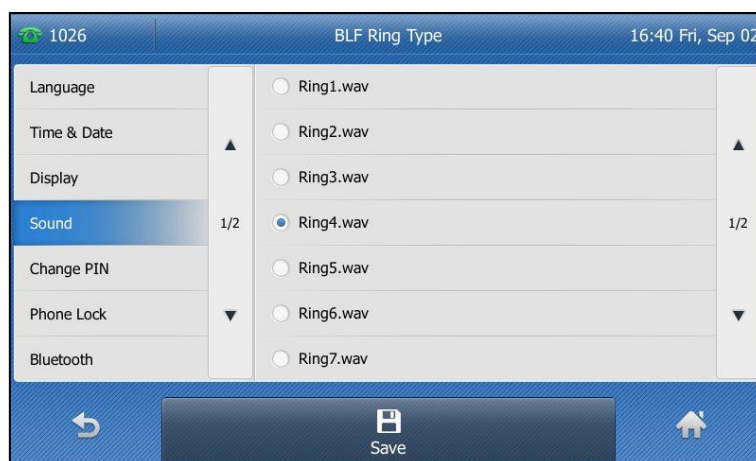 1026 BLF Ring Type 16:40 Fri, Sep 02
Language
Time & Date
Display
Sound
Change PIN
Phone Lock
Bluetooth
1/2
Ring1.wav
Ring2.wav
Ring3.wav
Ring4.wav
Ring5.wav
Ring6.wav
Ring7.wav
1/2
Save